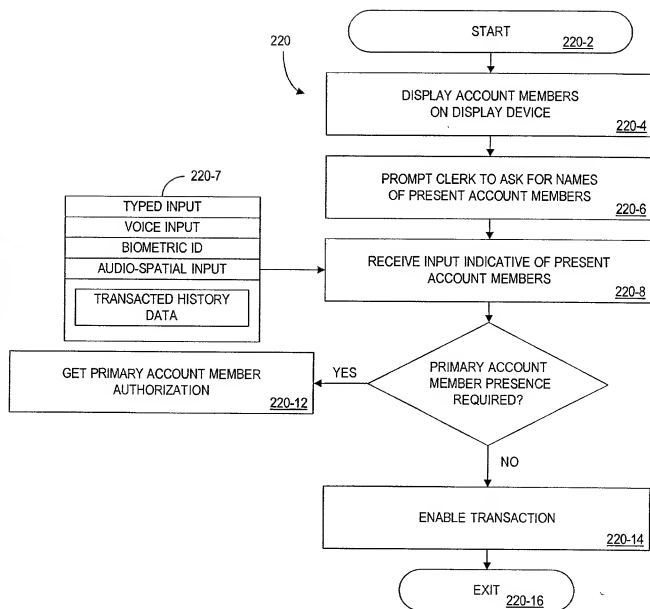 START
220-2
220
DISPLAY ACCOUNT MEMBERS
ON DISPLAY DEVICE
220-4
220-7
PROMPT CLERK TO ASK FOR NAMES
OF PRESENT ACCOUNT MEMBERS
220-6
TYPED INPUT
VOICE INPUT
BIOMETRIC ID
AUDIO-SPATIAL INPUT
TRANSACTED HISTORY
DATA
RECEIVE INPUT INDICATIVE OF PRESENT
ACCOUNT MEMBERS
220-8
PRIMARY ACCOUNT
MEMBER PRESENCE
REQUIRED?
YES
GET PRIMARY ACCOUNT MEMBER
AUTHORIZATION
220-12
NO
ENABLE TRANSACTION
220-14
EXIT
220-16